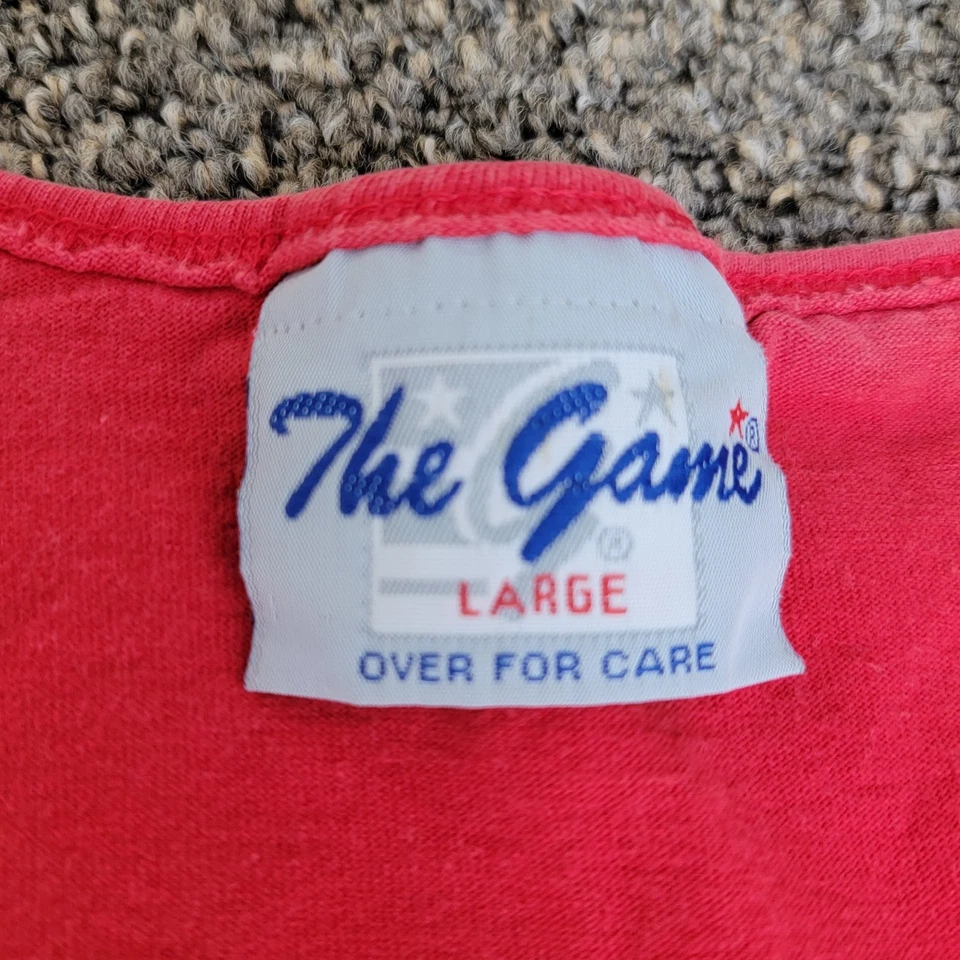 The Game®
®
LARGE
OVER FOR CARE